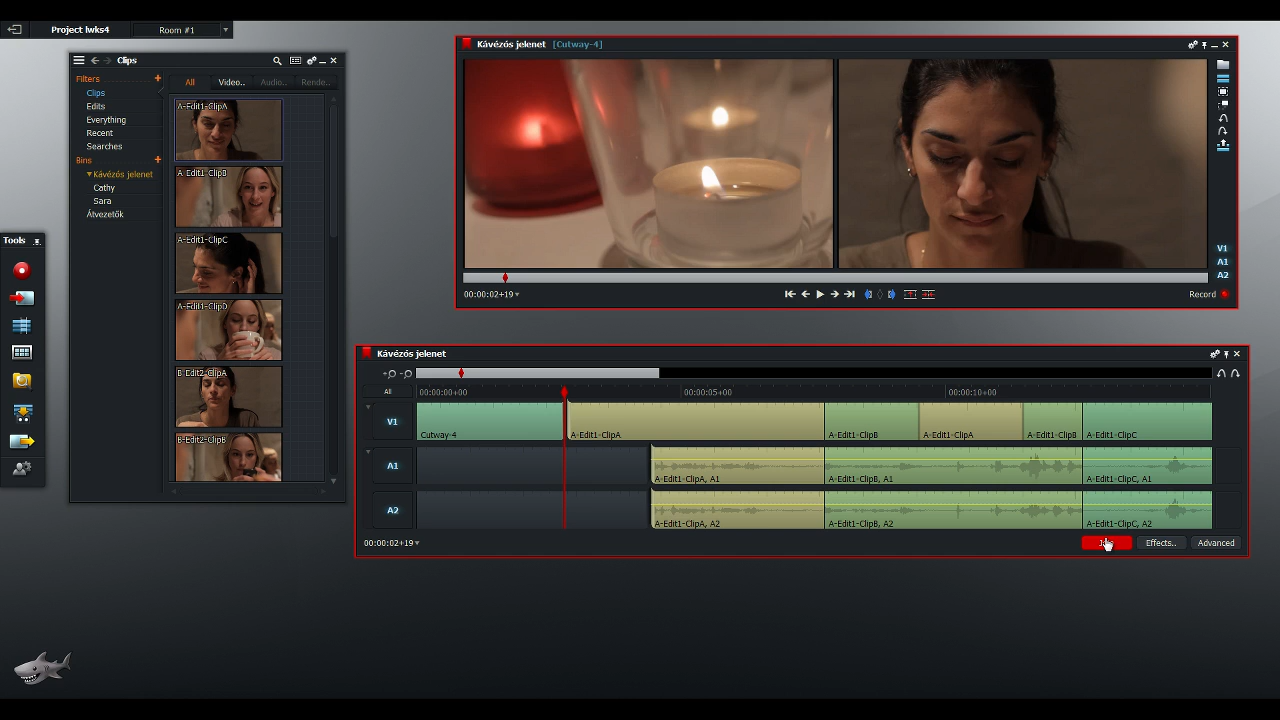 Project lwks4
Room #1
Clips
Filters
Clips
Edits
Everything
Recent
Searches
Bins
Kávézós jelenet
Cathy
Sara
Átvezetők
All
Video..
Audio..
Rende..
A-Edit1-ClipA
A-Edit1-ClipB
A-Edit1-ClipC
A-Edit1-ClipD
B-Edit2-ClipA
B-Edit2-ClipB
Tools
Kávézós jelenet [Cutway-4]
V1
A1
A2
00:00:02+19
Record
Kávézós jelenet
All
00:00:00+00 00:00:05+00 00:00:10+00
V1
Cutway-4 A-Edit1-ClipA A-Edit1-ClipB A-Edit1-ClipA A-Edit1-ClipB A-Edit1-ClipC
A1
A-Edit1-ClipA, A1 A-Edit1-ClipB, A1 A-Edit1-ClipC, A1
A2
A-Edit1-ClipA, A2 A-Edit1-ClipB, A2 A-Edit1-ClipC, A2
00:00:02+19
Effects..
Advanced